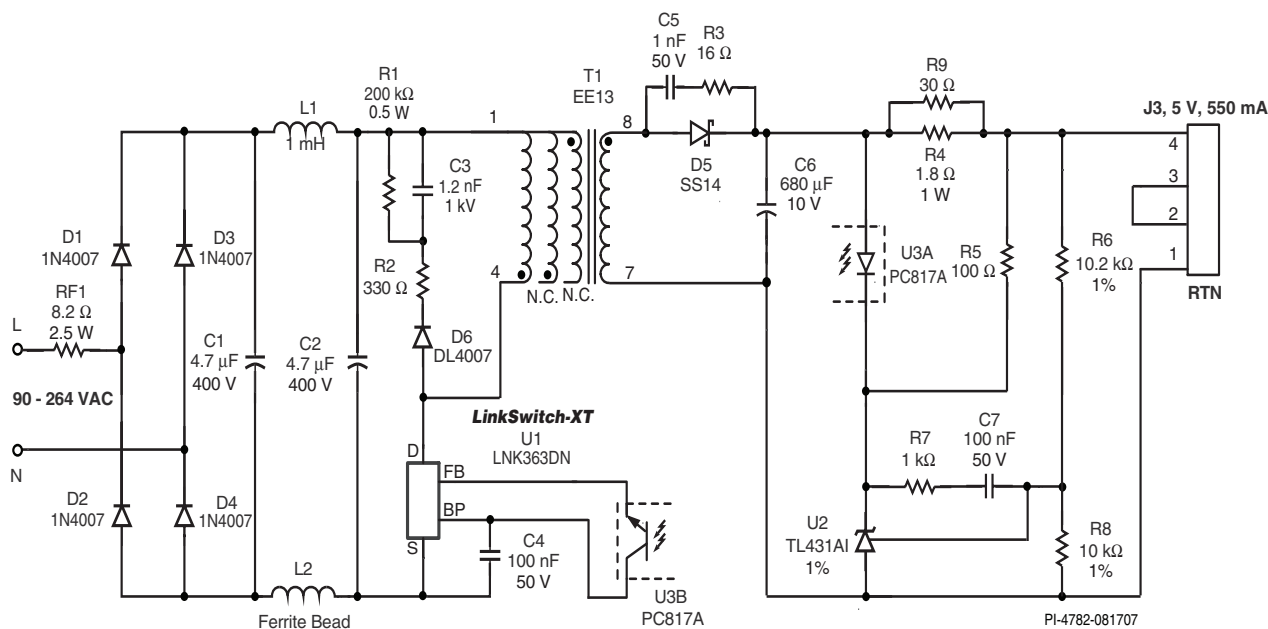 C5
1 nF
50 V
R3
16 Ω
R1
200 kΩ
0.5 W
T1
EE13
R9
30 Ω
J3, 5 V, 550 mA
L1
1 mH
1
8
4
C3
1.2 nF
1 kV
D5
SS14
C6
680 µF
10 V
R4
1.8 Ω
1 W
3
2
D1
1N4007
D3
1N4007
R2
330 Ω
4
N.C.
N.C.
7
U3A
PC817A
R5
100 Ω
R6
10.2 kΩ
1%
1
RTN
RF1
8.2 Ω
2.5 W
L
C1
4.7 µF
400 V
C2
4.7 µF
400 V
D6
DL4007
90 - 264 VAC
LinkSwitch-XT
U1
LNK363DN
N
D
FB
BP
S
R7
1 kΩ
C7
100 nF
50 V
D2
1N4007
D4
1N4007
C4
100 nF
50 V
U2
TL431AI
1%
R8
10 kΩ
1%
L2
Ferrite Bead
U3B
PC817A
PI-4782-081707